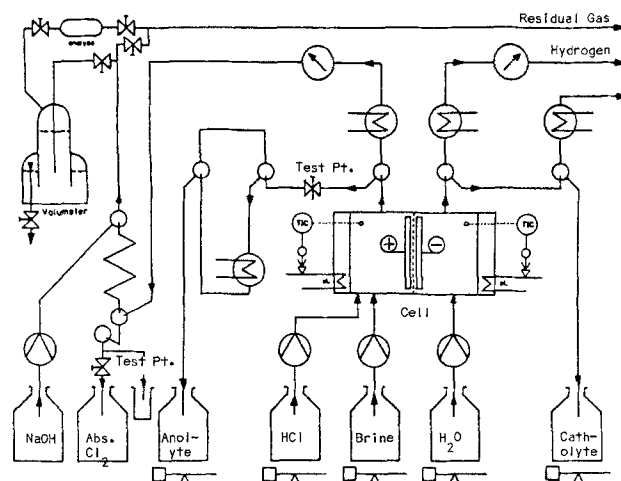 Residual Gas
analyse
Hydrogen
Volumeter
Test Pt.
TIC
TIC
+
−
Cell
Test Pt.
NaOH
Abs.
Cl2
Anol-
yte
HCl
Brine
H2O
Cath-
olyte